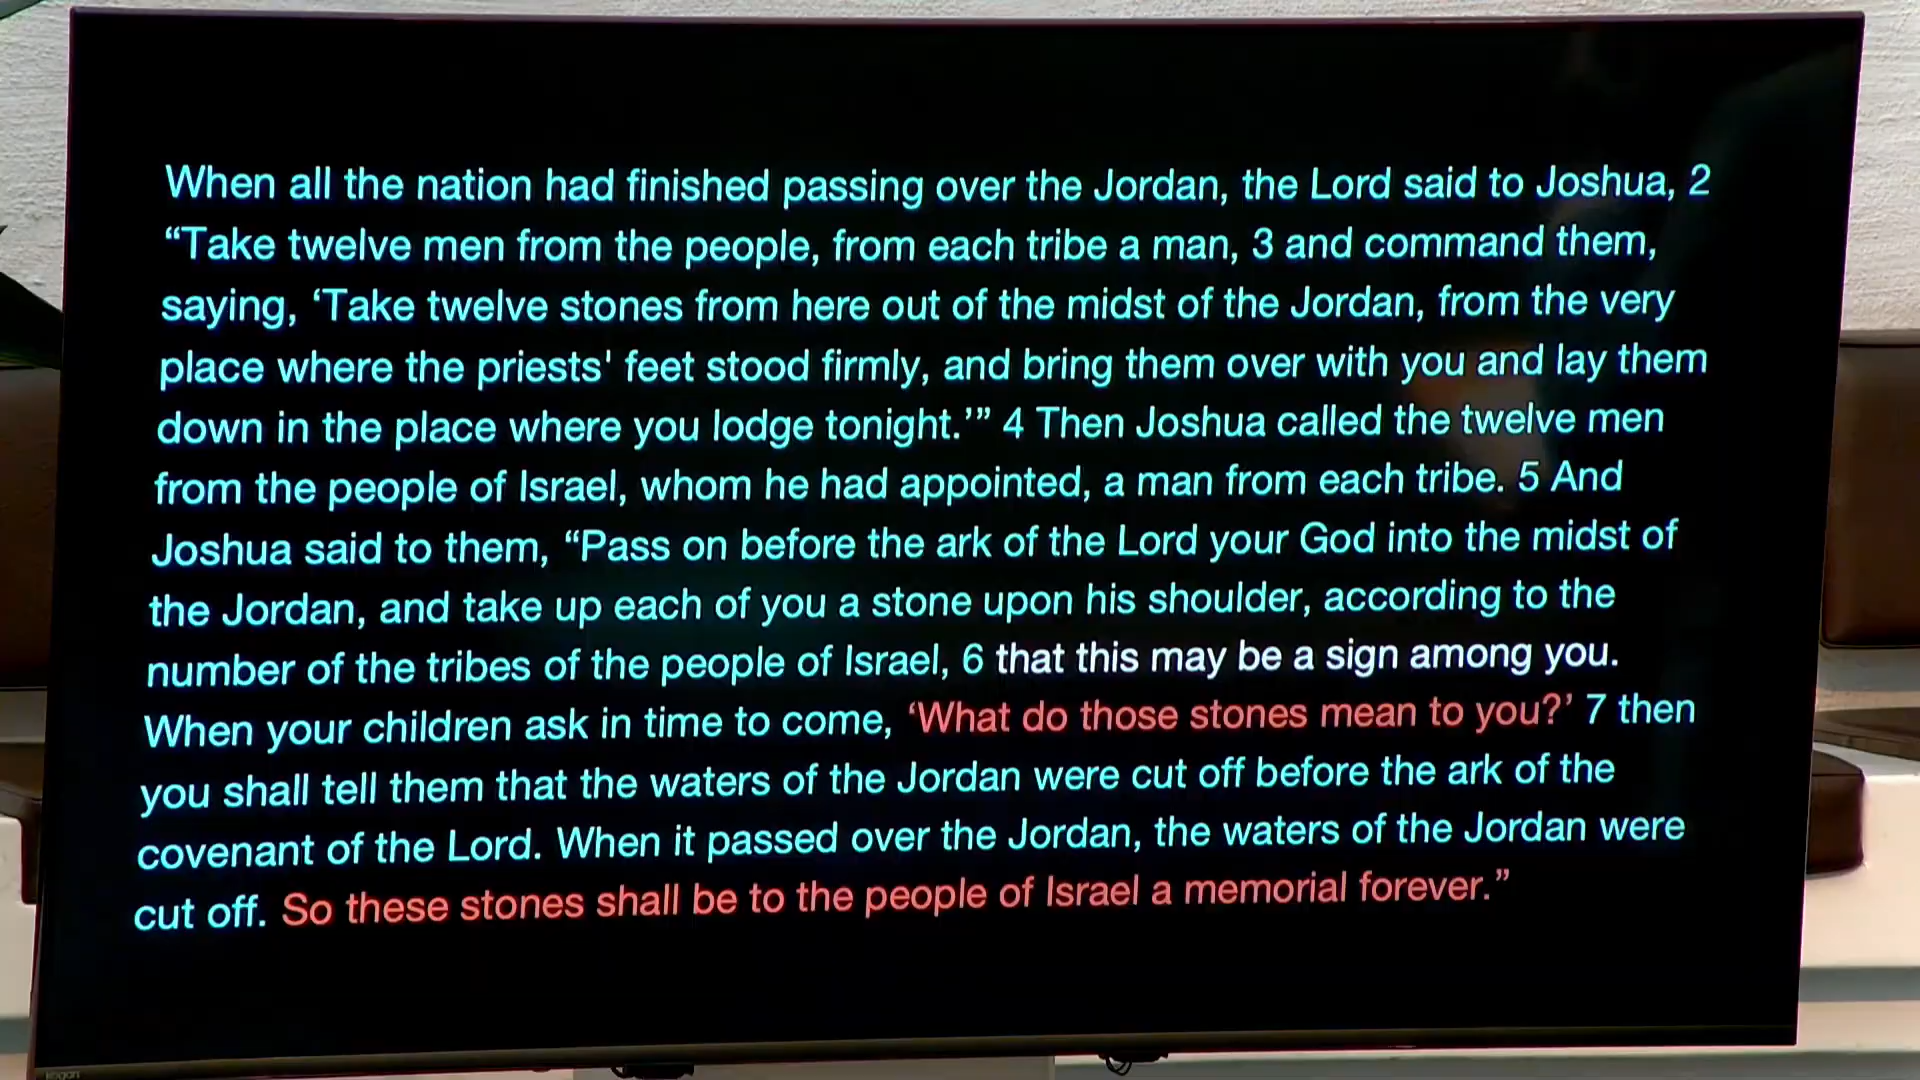 When all the nation had finished passing over the Jordan, the Lord said to Joshua, 2
“Take twelve men from the people, from each tribe a man, 3 and command them,
saying, ‘Take twelve stones from here out of the midst of the Jordan, from the very
place where the priests' feet stood firmly, and bring them over with you and lay them
down in the place where you lodge tonight.’” 4 Then Joshua called the twelve men
from the people of Israel, whom he had appointed, a man from each tribe. 5 And
Joshua said to them, “Pass on before the ark of the Lord your God into the midst of
the Jordan, and take up each of you a stone upon his shoulder, according to the
number of the tribes of the people of Israel, 6 that this may be a sign among you.
When your children ask in time to come, ‘What do those stones mean to you?’ 7 then
you shall tell them that the waters of the Jordan were cut off before the ark of the
covenant of the Lord. When it passed over the Jordan, the waters of the Jordan were
cut off. So these stones shall be to the people of Israel a memorial forever.”
kogan